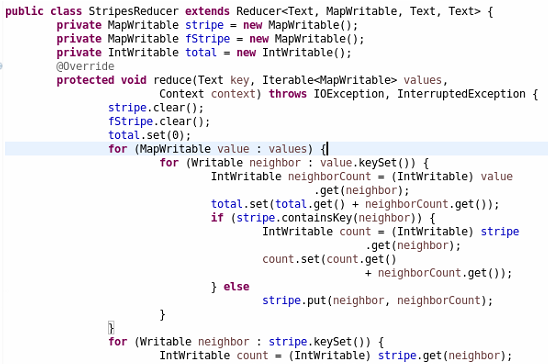 public class StripesReducer extends Reducer<Text, MapWritable, Text, Text> {
private MapWritable stripe = new MapWritable();
private MapWritable fStripe = new MapWritable();
private IntWritable total = new IntWritable();
@Override
protected void reduce(Text key, Iterable<MapWritable> values,
Context context) throws IOException, InterruptedException {
stripe.clear();
fStripe.clear();
total.set(0);
for (MapWritable value : values) {
for (Writable neighbor : value.keySet()) {
IntWritable neighborCount = (IntWritable) value
.get(neighbor);
total.set(total.get() + neighborCount.get());
if (stripe.containsKey(neighbor)) {
IntWritable count = (IntWritable) stripe
.get(neighbor);
count.set(count.get()
+ neighborCount.get());
} else
stripe.put(neighbor, neighborCount);
}
}
for (Writable neighbor : stripe.keySet()) {
IntWritable count = (IntWritable) stripe.get(neighbor);